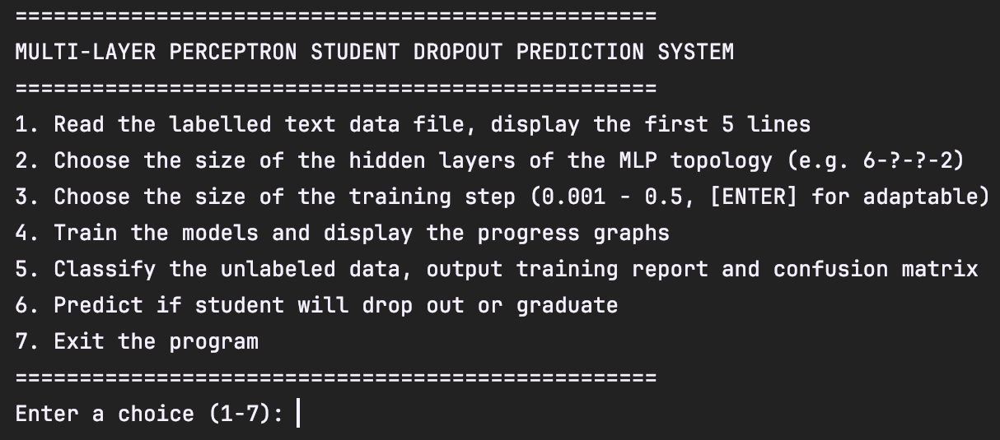 ==================================================
MULTI-LAYER PERCEPTRON STUDENT DROPOUT PREDICTION SYSTEM
==================================================
1. Read the labelled text data file, display the first 5 lines
2. Choose the size of the hidden layers of the MLP topology (e.g. 6-?-?-2)
3. Choose the size of the training step (0.001 - 0.5, [ENTER] for adaptable)
4. Train the models and display the progress graphs
5. Classify the unlabeled data, output training report and confusion matrix
6. Predict if student will drop out or graduate
7. Exit the program
==================================================
Enter a choice (1-7):